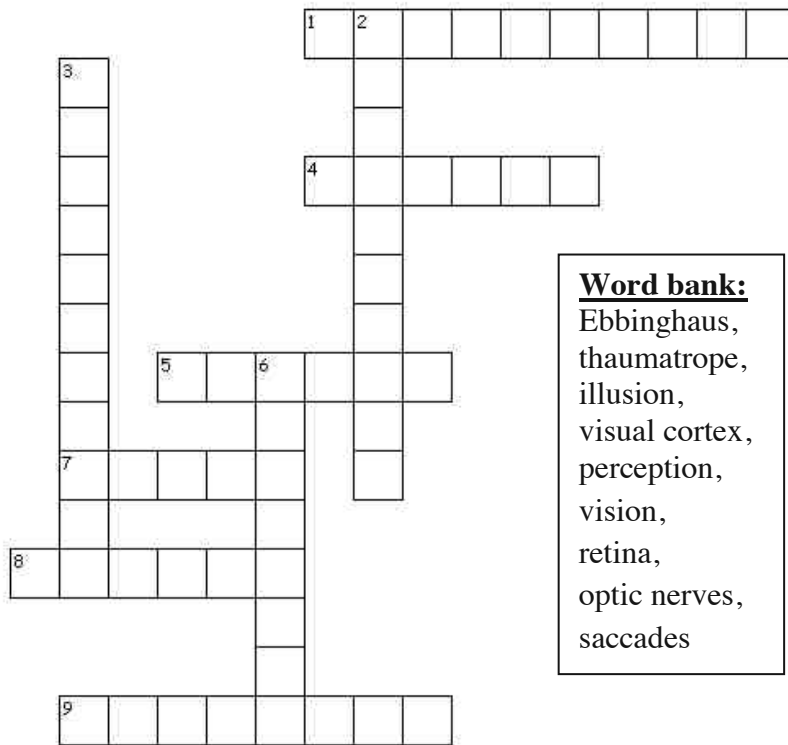 1 2
3
4
Word bank:
Ebbinghaus,
thaumatrope,
illusion,
visual cortex,
perception,
vision,
retina,
optic nerves,
saccades
5 6
7
8
9